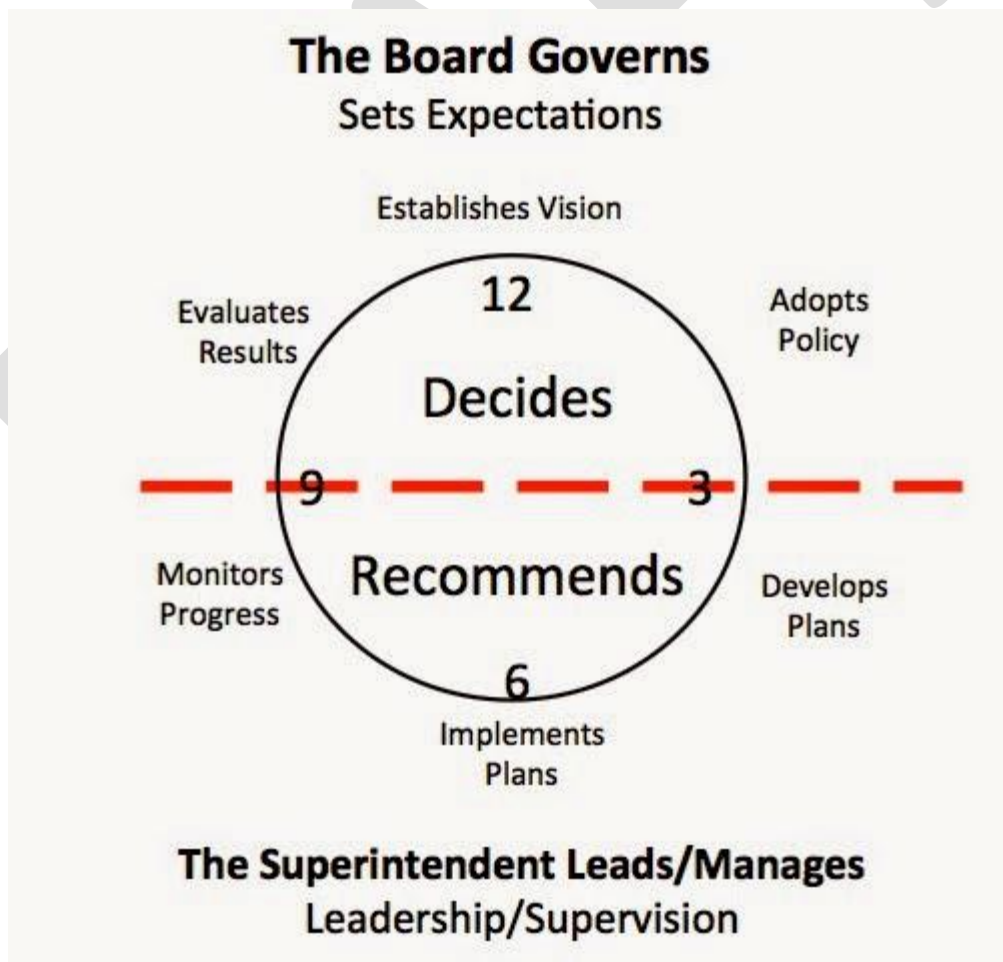 The Board Governs
Sets Expectations
Establishes Vision
Evaluates
Results
12
Adopts
Policy
Decides
9
3
Monitors
Progress
Recommends
Develops
Plans
6
Implements
Plans
The Superintendent Leads/Manages
Leadership/Supervision